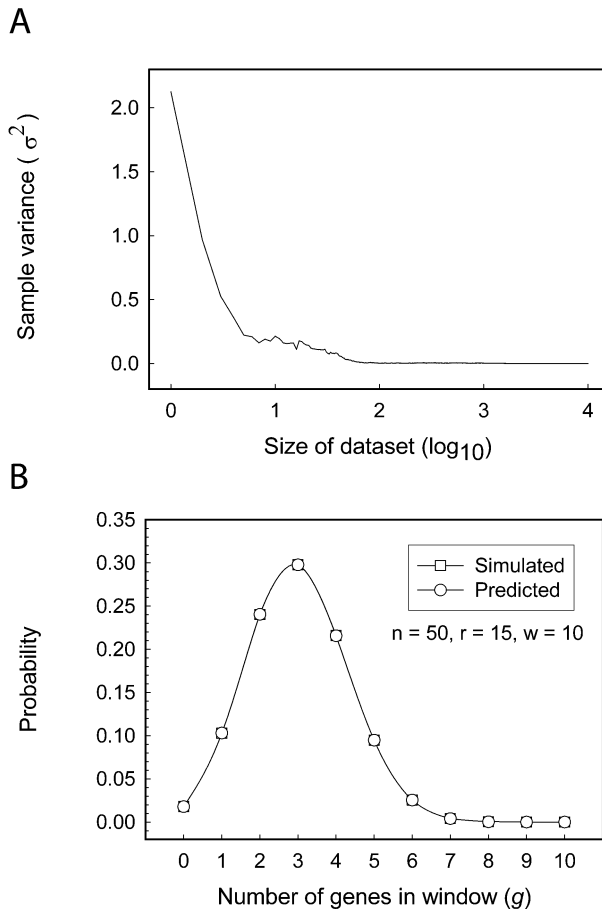 A
2.0
1.5
1.0
0.5
0.0
Sample variance ( σ2)
0 1 2 3 4
Size of dataset (log10)
B
0.35
0.30
0.25
0.20
0.15
0.10
0.05
0.00
Probability
Simulated
Predicted
n = 50, r = 15, w = 10
0 1 2 3 4 5 6 7 8 9 10
Number of genes in window (g)